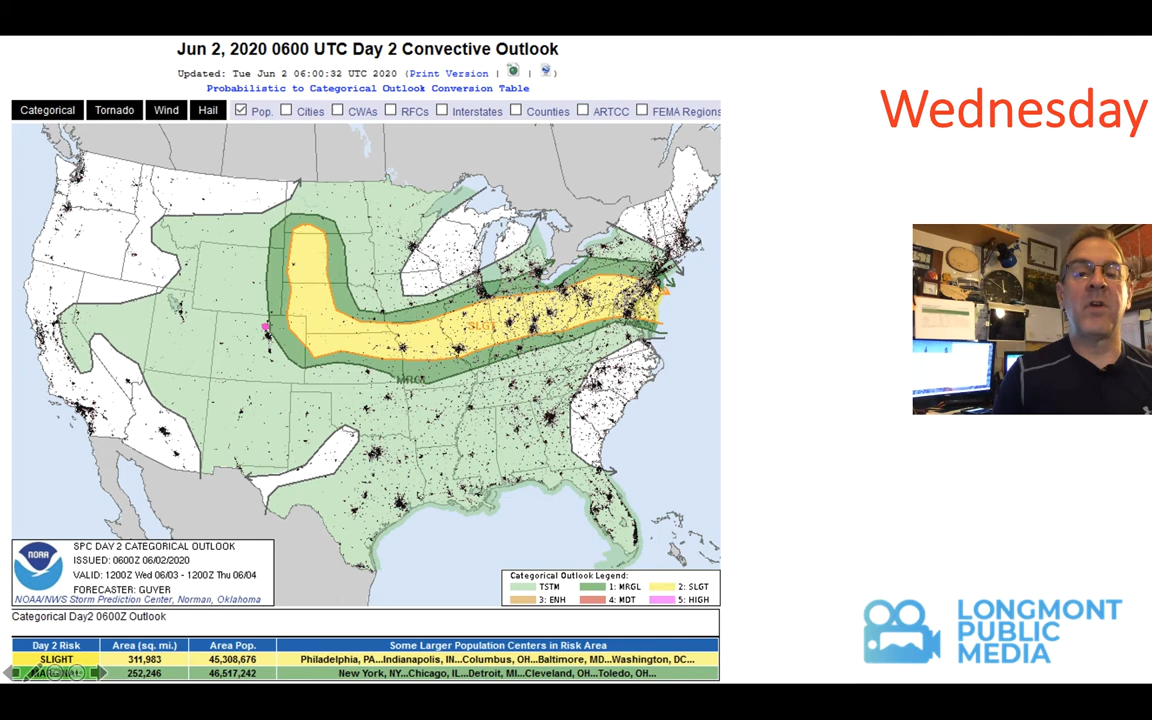 Jun 2, 2020 0600 UTC Day 2 Convective Outlook
Updated: Tue Jun 2 06:00:32 UTC 2020 (Print Version | | )
Probabilistic to Categorical Outlook Conversion Table
Categorical Tornado Wind Hail Pop. Cities CWAs RFCs Interstates Counties ARTCC FEMA Regions
Wednesday
SLGT
MRGL
NOAA
SPC DAY 2 CATEGORICAL OUTLOOK
ISSUED: 0600Z 06/02/2020
VALID: 1200Z Wed 06/03 - 1200Z Thu 06/04
FORECASTER: GUYER
NOAA/NWS Storm Prediction Center, Norman, Oklahoma
Categorical Outlook Legend:
TSTM 1: MRGL 2: SLGT
3: ENH 4: MDT 5: HIGH
LONGMONT
PUBLIC
MEDIA
Categorical Day2 0600Z Outlook
Day 2 Risk Area (sq. mi.) Area Pop. Some Larger Population Centers in Risk Area
SLIGHT 311,983 45,308,676 Philadelphia, PA...Indianapolis, IN...Columbus, OH...Baltimore, MD...Washington, DC...
252,246 46,517,242 New York, NY...Chicago, IL...Detroit, MI...Cleveland, OH...Toledo, OH...